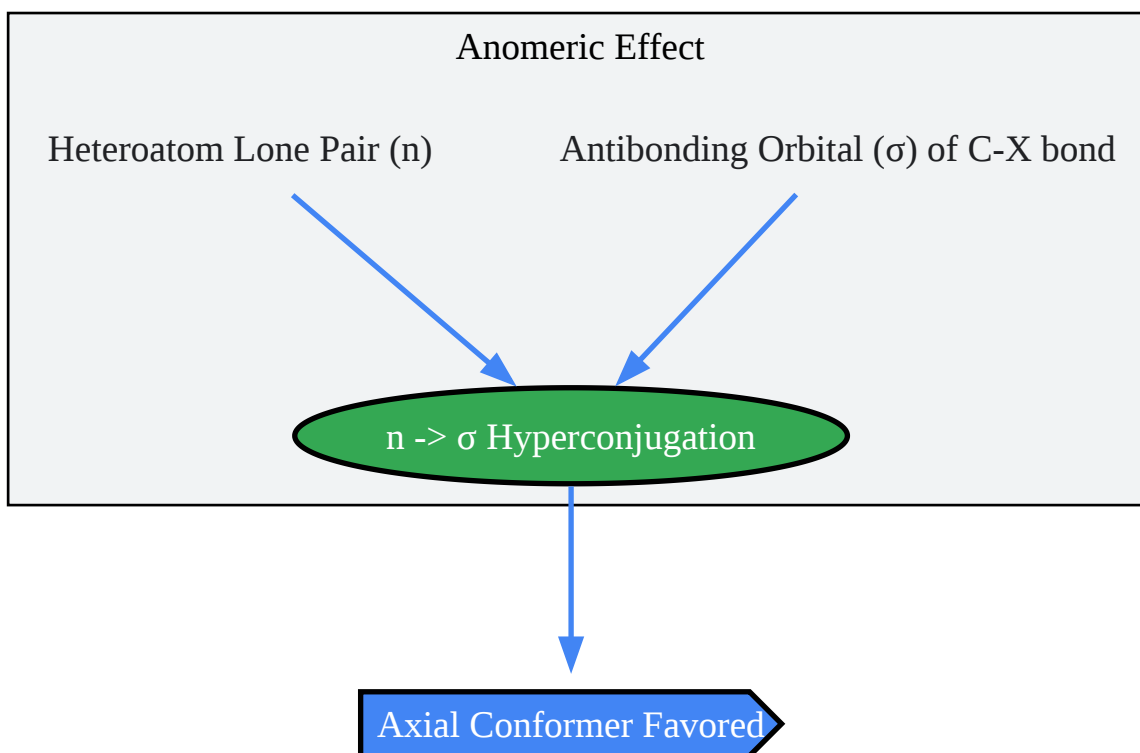 Anomeric Effect
Heteroatom Lone Pair (n)
Antibonding Orbital (σ) of C-X bond
n -> σ Hyperconjugation
Axial Conformer Favored